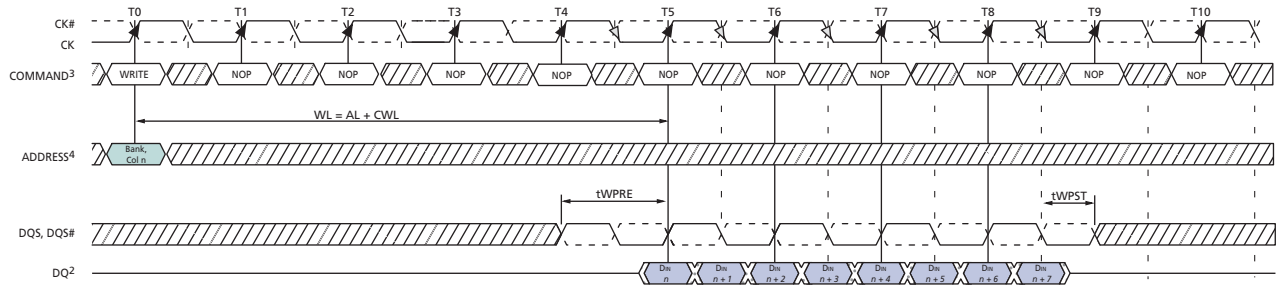 T0 T1 T2 T3 T4 T5 T6 T7 T8 T9 T10
CK#
CK
COMMAND3 WRITE NOP NOP NOP NOP NOP NOP NOP NOP NOP NOP
WL = AL + CWL
ADDRESS4 Bank,
Col n
tWPRE tWPST
DQS, DQS#
DQ2 DIN DIN DIN DIN DIN DIN DIN DIN
n n + 1 n + 2 n + 3 n + 4 n + 5 n + 6 n + 7